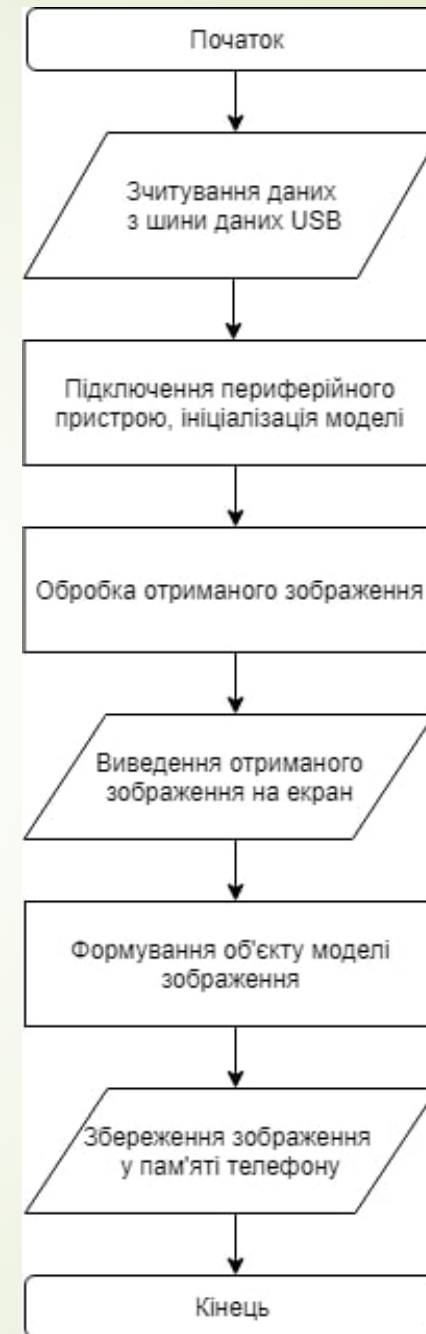 Початок
Зчитування даних
з шини даних USB
Підключення периферійного
пристрою, ініціалізація моделі
Обробка отриманого зображення
Виведення отриманого
зображення на екран
Формування об'єкту моделі
зображення
Збереження зображення
у пам'яті телефону
Кінець